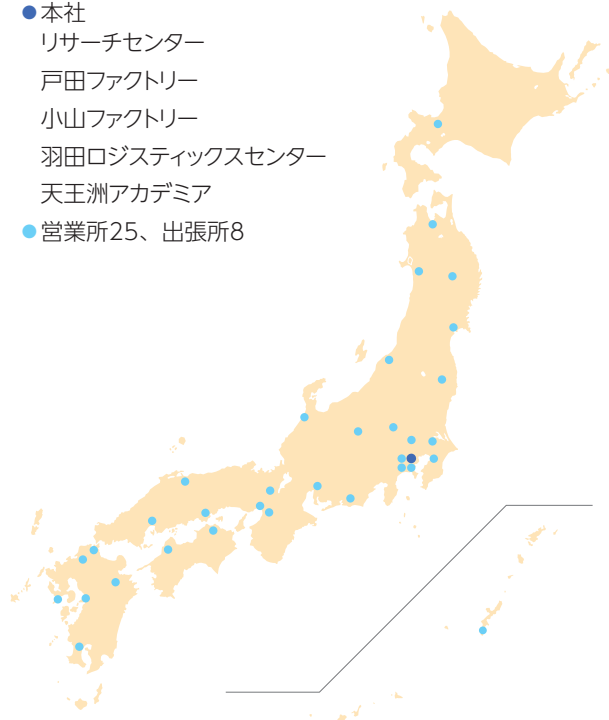 本社
リサーチセンター
戸田ファクトリー
小山ファクトリー
羽田ロジスティックスセンター
天王洲アカデミア
営業所25、出張所8